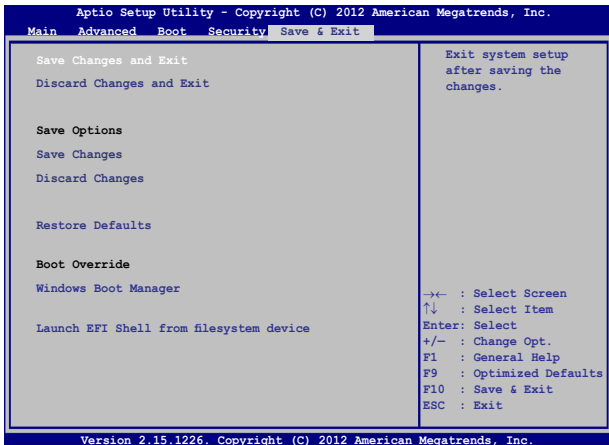 Aptio Setup Utility - Copyright (C) 2012 American Megatrends, Inc.
Main Advanced Boot Security Save & Exit
Save Changes and Exit
Discard Changes and Exit
Save Options
Save Changes
Discard Changes
Restore Defaults
Boot Override
Windows Boot Manager
Launch EFI Shell from filesystem device
Exit system setup
after saving the
changes.
→← : Select Screen
↑↓ : Select Item
Enter: Select
+/— : Change Opt.
F1 : General Help
F9 : Optimized Defaults
F10 : Save & Exit
ESC : Exit
Version 2.15.1226. Copyright (C) 2012 American Megatrends, Inc.